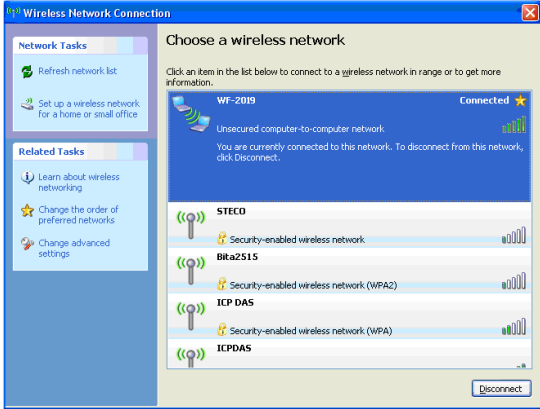 Wireless Network Connection
Network Tasks
Refresh network list
Set up a wireless network
for a home or small office
Related Tasks
Learn about wireless
networking
Change the order of
preferred networks
Change advanced
settings
Choose a wireless network
Click an item in the list below to connect to a wireless network in range or to get more
information.
WF-2019 Connected
Unsecured computer-to-computer network
You are currently connected to this network. To disconnect from this network,
click Disconnect.
STECO
Security-enabled wireless network
Bita2515
Security-enabled wireless network (WPA2)
ICP DAS
Security-enabled wireless network (WPA)
ICPDAS
Disconnect